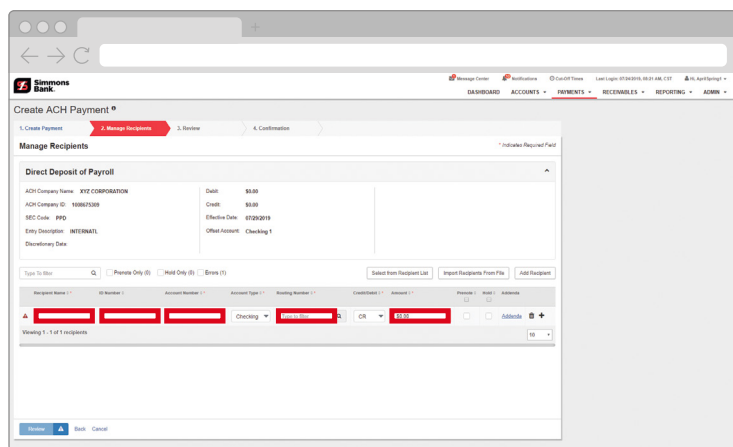 Simmons
Bank.
Message Center Notifications Cut-Off Times Last Login: 07/24/2019, 08:31 AM, CST Hi, AprilSpring1
DASHBOARD ACCOUNTS PAYMENTS RECEIVABLES REPORTING ADMIN
Create ACH Payment
1. Create Payment 2. Manage Recipients 3. Review 4. Confirmation
Manage Recipients * Indicates Required Field
Direct Deposit of Payroll
ACH Company Name: XYZ CORPORATION Debit: $0.00
ACH Company ID: 1008675309 Credit: $0.00
SEC Code: PPD Effective Date: 07/29/2019
Entry Description: INTERNATL Offset Account: Checking 1
Discretionary Data:
Type To filter Prenote Only (0) Hold Only (0) Errors (1) Select from Recipient List Import Recipients From File Add Recipient
Recipient Name * ID Number Account Number * Account Type * Routing Number * Credit/Debit * Amount * Prenote Hold Addenda
Checking Type to filter CR $0.00 Addenda
Viewing 1 - 1 of 1 recipients
10
Review Back Cancel